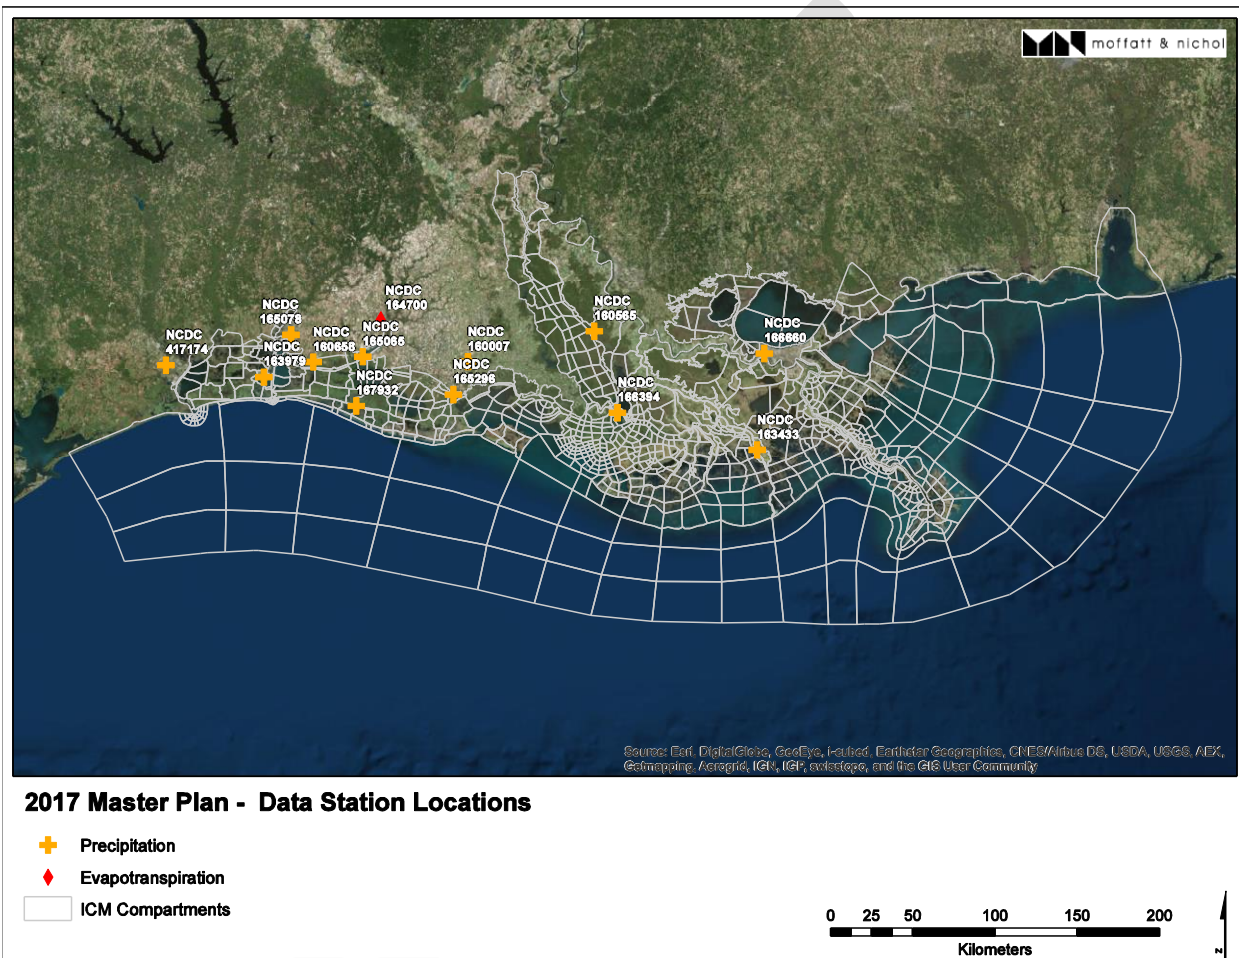 moffatt & nichol
NCDC
164700
NCDC
165078
NCDC
160565
NCDC
417174
NCDC
160658
NCDC
165065
NCDC
160007
NCDC
166660
NCDC
163979
NCDC
167932
NCDC
165296
NCDC
166394
NCDC
163433
Source: Esri, DigitalGlobe, GeoEye, i-cubed, Earthstar Geographics, CNES/Airbus DS, USDA, USGS, AEX,
Getmapping, Aerogrid, IGN, IGP, swisstopo, and the GIS User Community
2017 Master Plan - Data Station Locations
Precipitation
Evapotranspiration
ICM Compartments
0 25 50 100 150 200
Kilometers
N